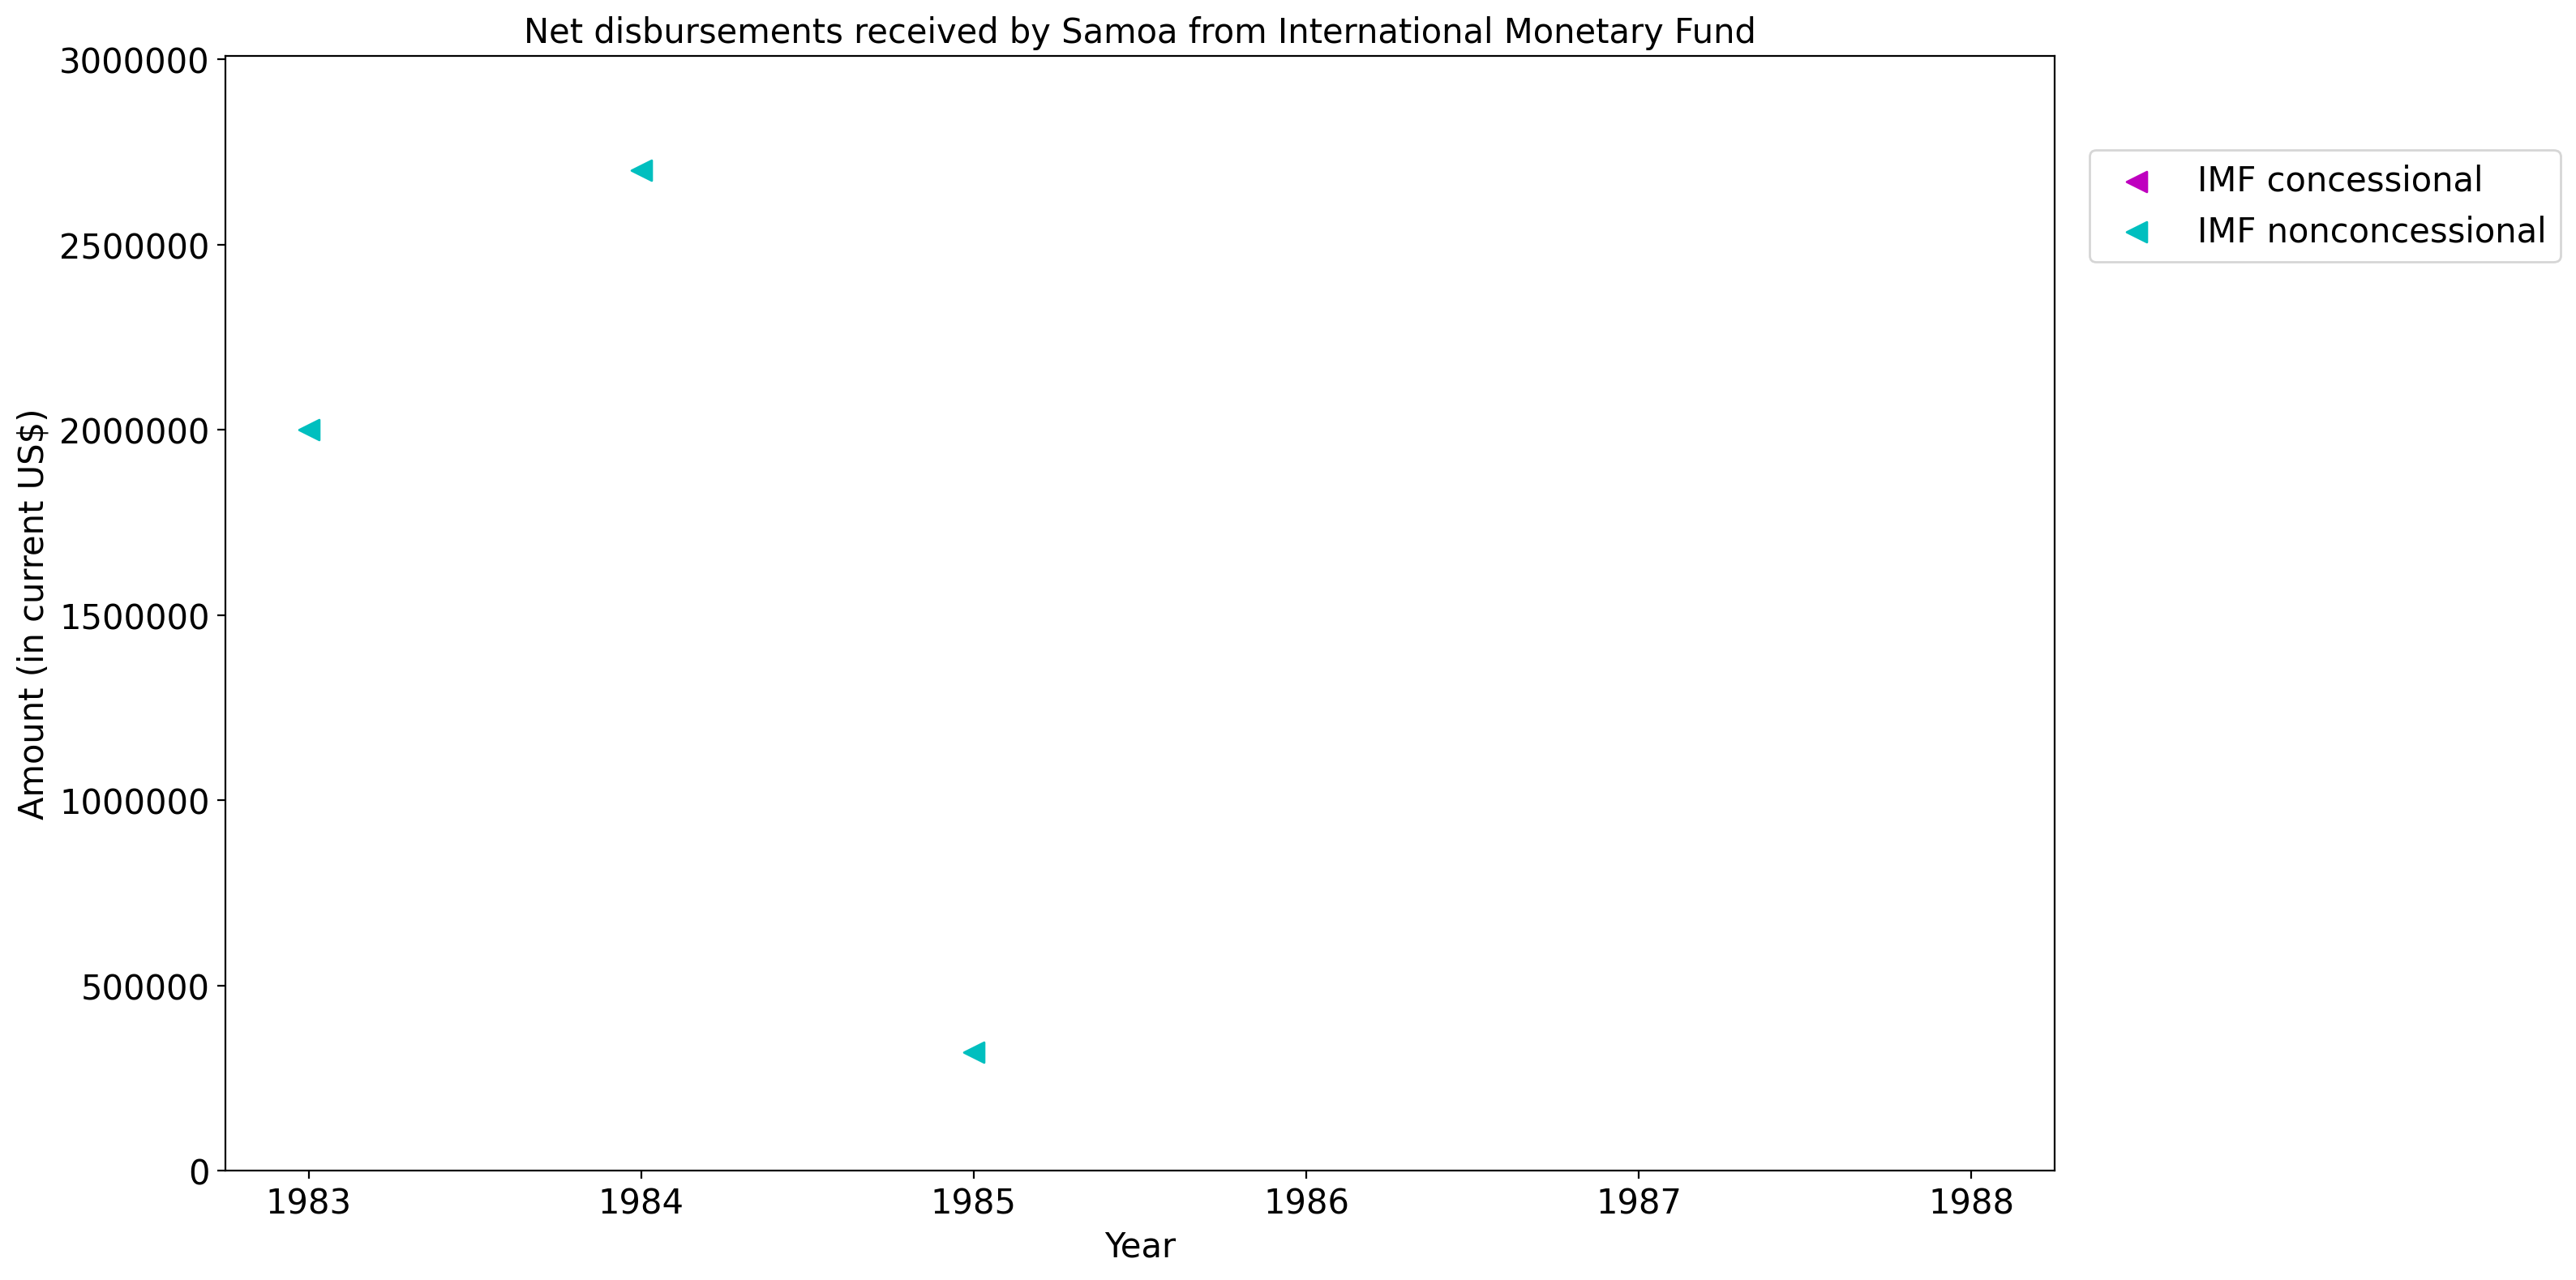 Net disbursements received by Samoa from International Monetary Fund
3000000
2500000
2000000
1500000
1000000
500000
0
Amount (in current US$)
1983 1984 1985 1986 1987 1988
Year
IMF concessional
IMF nonconcessional